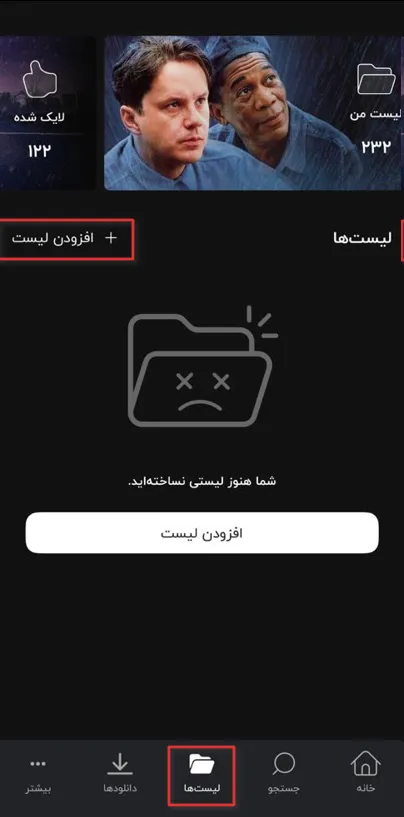 لیست من
۲۳۲
لایک شده
۱۲۲
لیست‌ها
+ افزودن لیست
شما هنوز لیستی نساخته‌اید.
افزودن لیست
خانه
جستجو
لیست‌ها
دانلودها
بیشتر